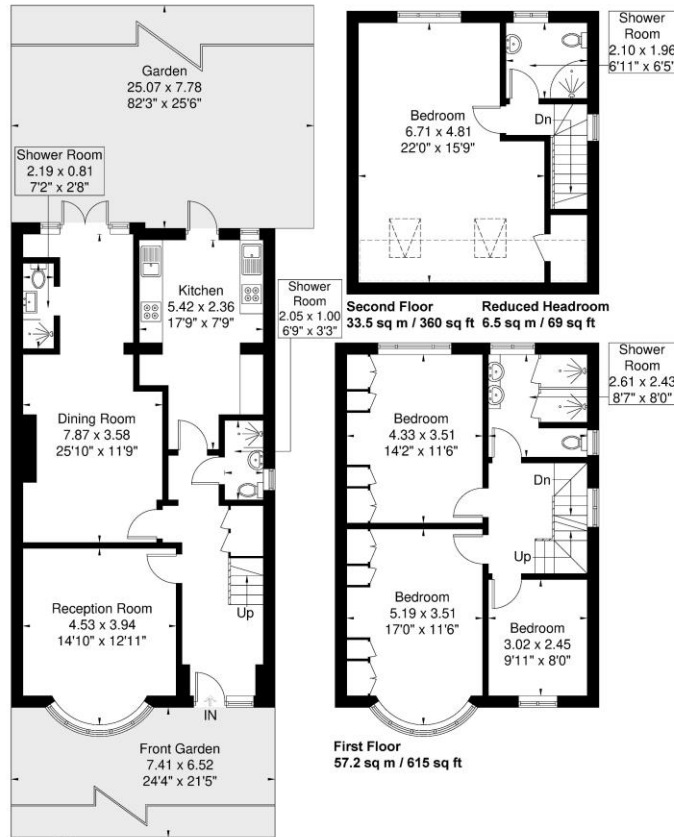 Garden
25.07 x 7.78
82'3" x 25'6"
Shower Room
2.19 x 0.81
7'2" x 2'8"
Kitchen
5.42 x 2.36
17'9" x 7'9"
Shower
Room
2.05 x 1.00
6'9" x 3'3"
Dining Room
7.87 x 3.58
25'10" x 11'9"
Reception Room
4.53 x 3.94
14'10" x 12'11"
Up
IN
Front Garden
7.41 x 6.52
24'4" x 21'5"
Shower
Room
2.10 x 1.96
6'11" x 6'5"
Bedroom
6.71 x 4.81
22'0" x 15'9"
Dn
Second Floor
33.5 sq m / 360 sq ft
Reduced Headroom
6.5 sq m / 69 sq ft
Shower
Room
2.61 x 2.43
8'7" x 8'0"
Bedroom
4.33 x 3.51
14'2" x 11'6"
Dn
Up
Bedroom
5.19 x 3.51
17'0" x 11'6"
Bedroom
3.02 x 2.45
9'11" x 8'0"
First Floor
57.2 sq m / 615 sq ft